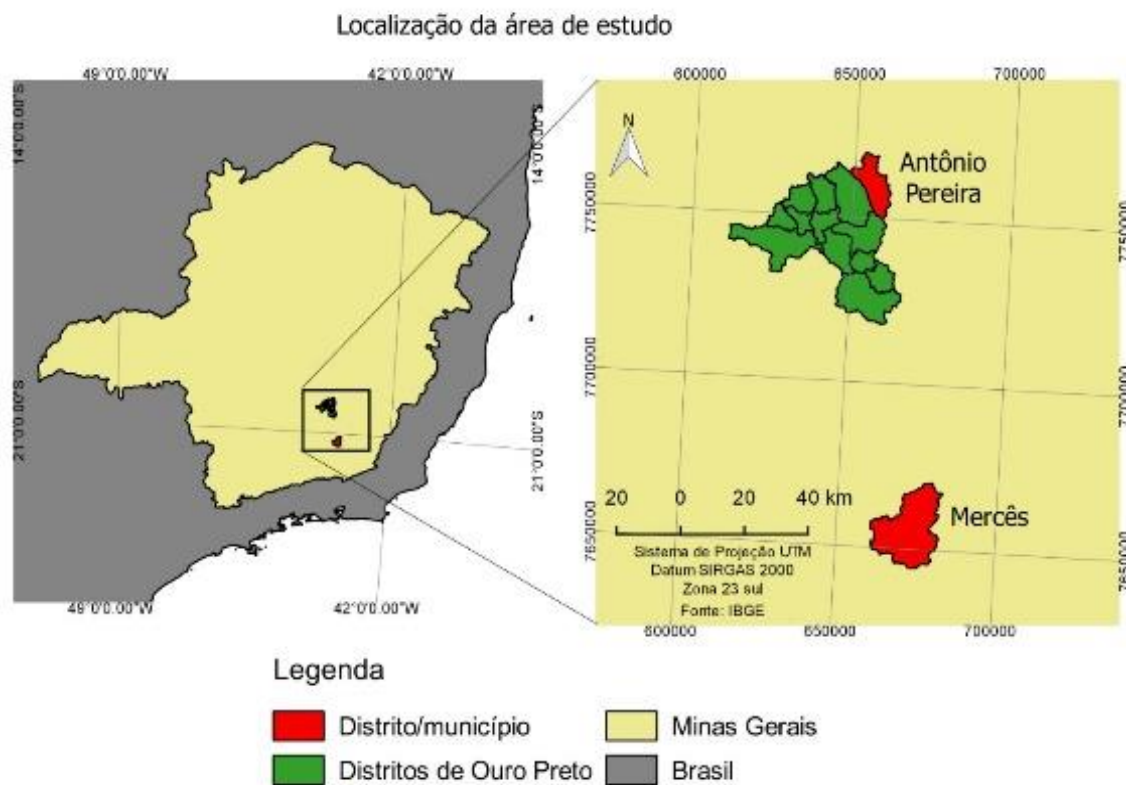 Localização da área de estudo
49°0'0.00"W
42°0'0.00"W
14°0'0.00"S
14°0'0.00"S
21°0'0.00"S
21°0'0.00"S
49°0'0.00"W
42°0'0.00"W
600000
650000
700000
N
Antônio
Pereira
7750000
7750000
7700000
7700000
20 0 20 40 km
Mercês
7650000
7650000
Sistema de Projeção UTM
Datum SIRGAS 2000
Zona 23 sul
Fonte: IBGE
600000
650000
700000
Legenda
Distrito/município
Minas Gerais
Distritos de Ouro Preto
Brasil